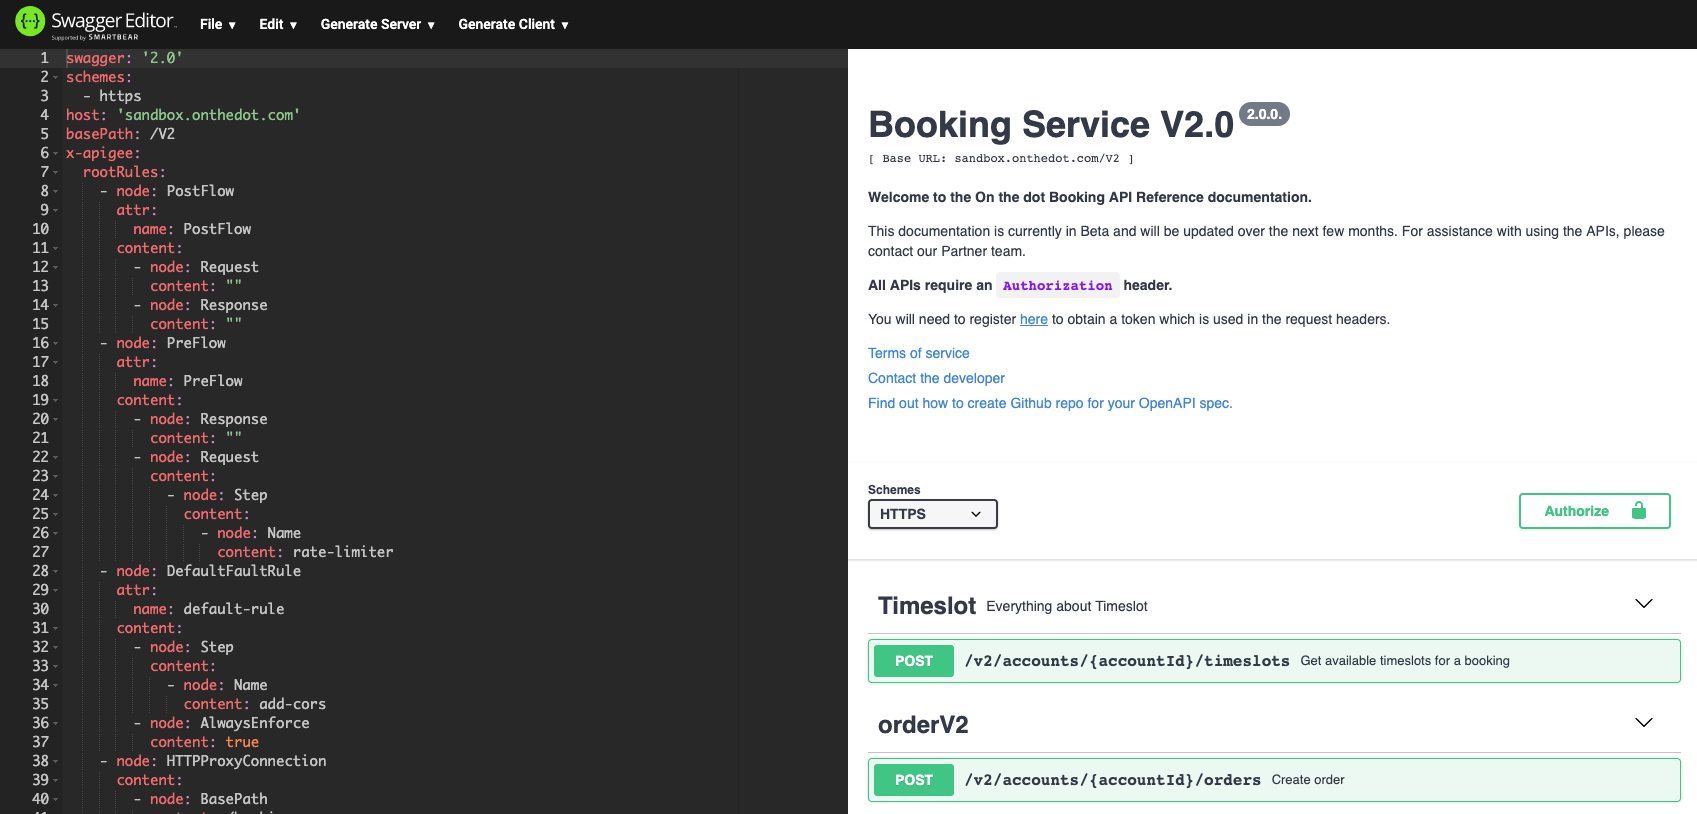 Swagger Editor
Supported by SMARTBEAR
File ▼ Edit ▼ Generate Server ▼ Generate Client ▼
1 swagger: '2.0'
2 schemes:
3 - https
4 host: 'sandbox.onthedot.com'
5 basePath: /V2
6 x-apigee:
7 rootRules:
8 - node: PostFlow
9 attr:
10 name: PostFlow
11 content:
12 - node: Request
13 content: ""
14 - node: Response
15 content: ""
16 - node: PreFlow
17 attr:
18 name: PreFlow
19 content:
20 - node: Response
21 content: ""
22 - node: Request
23 content:
24 - node: Step
25 content:
26 - node: Name
27 content: rate-limiter
28 - node: DefaultFaultRule
29 attr:
30 name: default-rule
31 content:
32 - node: Step
33 content:
34 - node: Name
35 content: add-cors
36 - node: AlwaysEnforce
37 content: true
38 - node: HTTPProxyConnection
39 content:
40 - node: BasePath
Booking Service V2.0 2.0.0.
[ Base URL: sandbox.onthedot.com/V2 ]
Welcome to the On the dot Booking API Reference documentation.
This documentation is currently in Beta and will be updated over the next few months. For assistance with using the APIs, please
contact our Partner team.
All APIs require an Authorization header.
You will need to register here to obtain a token which is used in the request headers.
Terms of service
Contact the developer
Find out how to create Github repo for your OpenAPI spec.
Schemes
HTTPS
Authorize
Timeslot Everything about Timeslot
POST /v2/accounts/{accountId}/timeslots Get available timeslots for a booking
orderV2
POST /v2/accounts/{accountId}/orders Create order